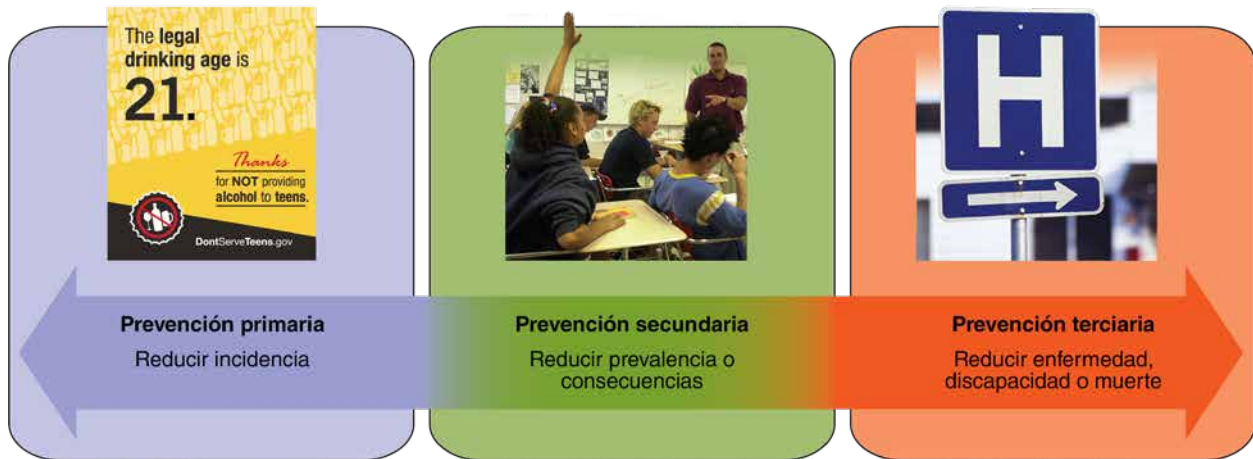 The legal
drinking age is
21.
Thanks
for NOT providing
alcohol to teens.
DontServeTeens.gov
H
Prevención primaria
Reducir incidencia
Prevención secundaria
Reducir prevalencia o
consecuencias
Prevención terciaria
Reducir enfermedad,
discapacidad o muerte